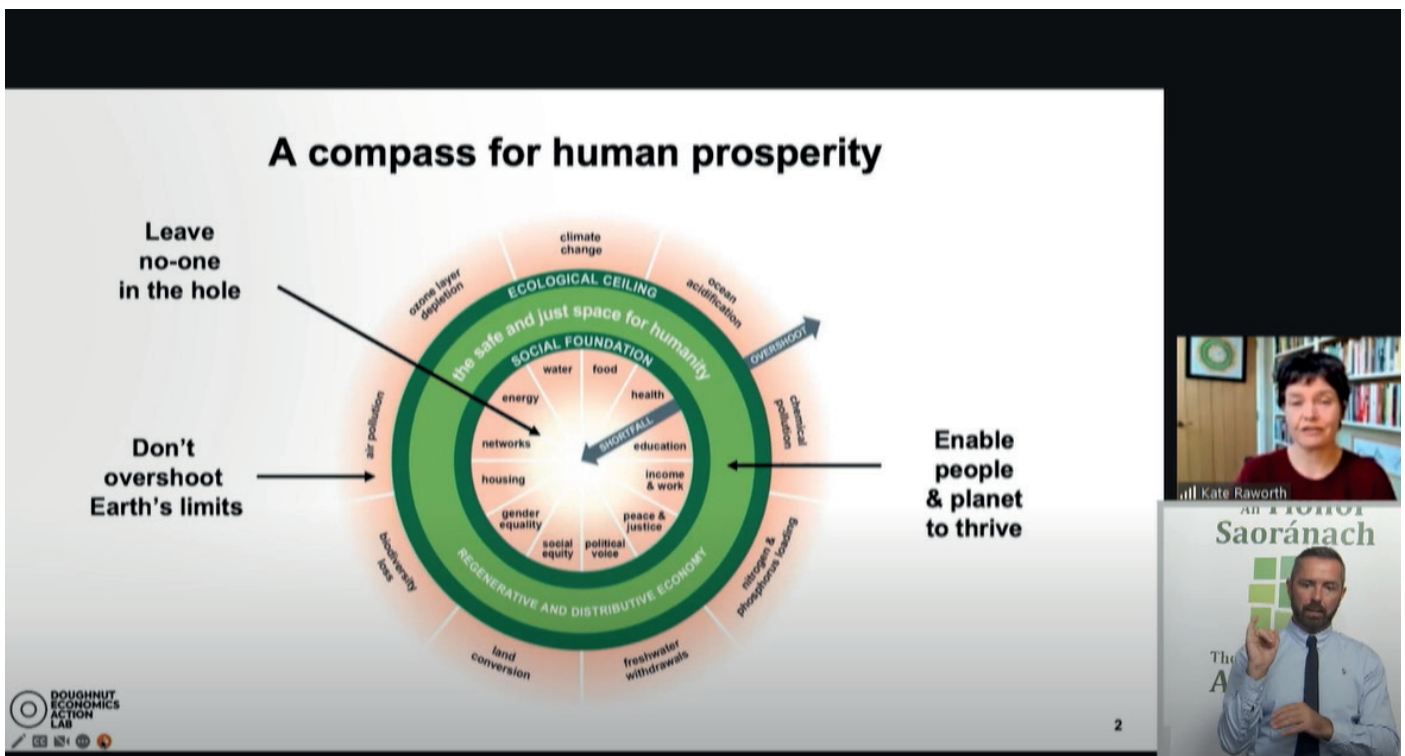 A compass for human prosperity
Leave
no-one
in the hole
Don't
overshoot
Earth's limits
climate
change
ozone layer
depletion
ocean
acidification
air pollution
chemical
pollution
biodiversity
loss
nitrogen &
phosphorus loading
land
conversion
freshwater
withdrawals
ECOLOGICAL CEILING
the safe and just space for humanity
SOCIAL FOUNDATION
OVERSHOOT
water
food
energy
health
SHORTFALL
networks
education
housing
income
& work
gender
equality
peace &
justice
social
equity
political
voice
REGENERATIVE AND DISTRIBUTIVE ECONOMY
Enable
people
& planet
to thrive
DOUGHNUT
ECONOMICS
ACTION
LAB
CC
2
Kate Raworth
An Tionól
Saoránach
The
A